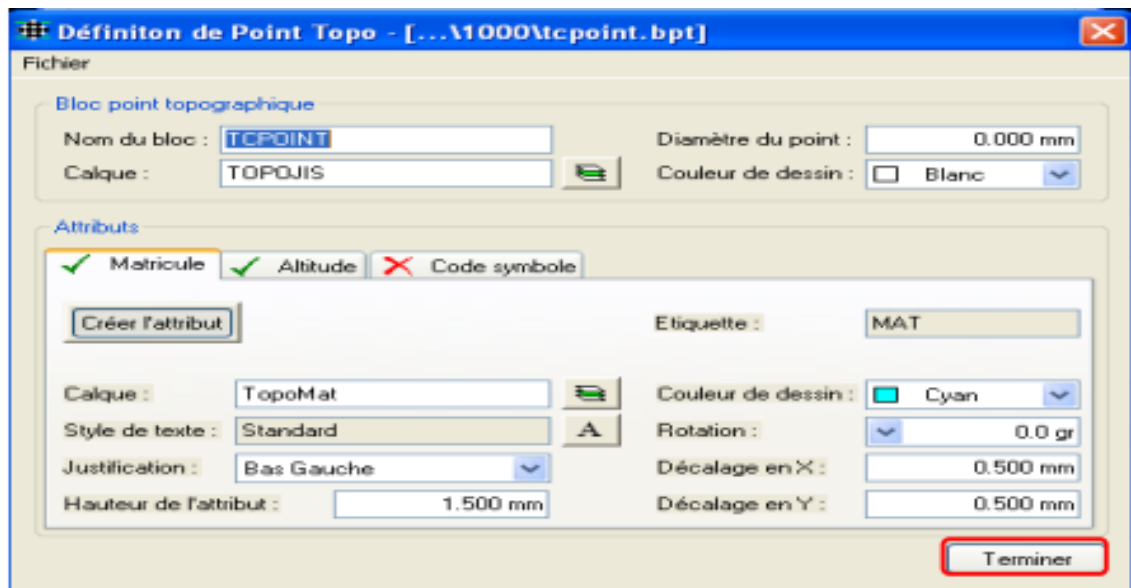 Définiton de Point Topo - [...\1000\tcpoint.bpt]
Fichier
Bloc point topographique
Nom du bloc : TCPOINT Diamètre du point : 0.000 mm
Calque : TOPOJIS Couleur de dessin : Blanc
Attributs
Matricule Altitude Code symbole
Créer l'attribut Etiquette : MAT
Calque : TopoMat Couleur de dessin : Cyan
Style de texte : Standard A Rotation : 0.0 gr
Justification : Bas Gauche Décalage en X : 0.500 mm
Hauteur de l'attribut : 1.500 mm Décalage en Y : 0.500 mm
Terminer